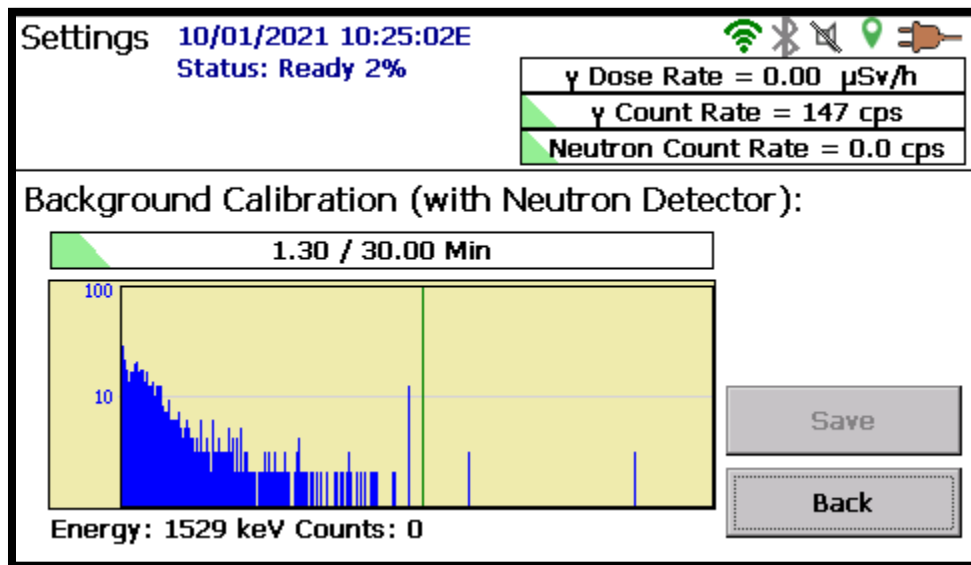 Settings 10/01/2021 10:25:02E
Status: Ready 2%
γ Dose Rate = 0.00 µSv/h
γ Count Rate = 147 cps
Neutron Count Rate = 0.0 cps
Background Calibration (with Neutron Detector):
1.30 / 30.00 Min
100
10
Save
Back
Energy: 1529 keV Counts: 0